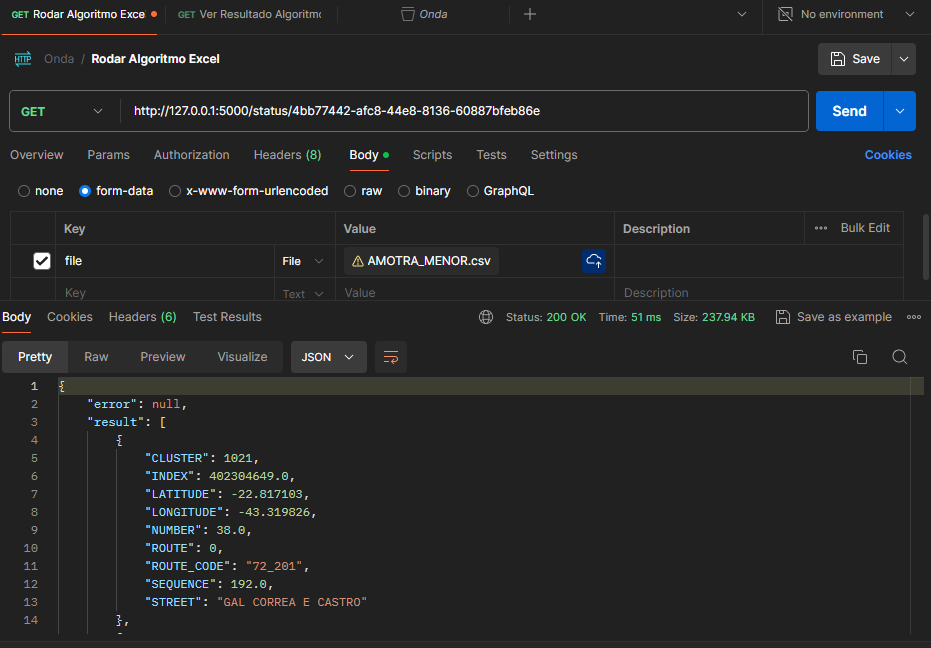 GET Rodar Algoritmo Exce
GET Ver Resultado Algoritmo
Onda
No environment
HTTP Onda / Rodar Algoritmo Excel
Save
GET http://127.0.0.1:5000/status/4bb77442-afc8-44e8-8136-60887bfeb86e
Send
Overview Params Authorization Headers (8) Body Scripts Tests Settings Cookies
none form-data x-www-form-urlencoded raw binary GraphQL
Key Value Description ••• Bulk Edit
file File AMOTRA_MENOR.csv
Key Text Value Description
Body Cookies Headers (6) Test Results Status: 200 OK Time: 51 ms Size: 237.94 KB Save as example •••
Pretty Raw Preview Visualize JSON
1 {
2 "error": null,
3 "result": [
4 {
5 "CLUSTER": 1021,
6 "INDEX": 402304649.0,
7 "LATITUDE": -22.817103,
8 "LONGITUDE": -43.319826,
9 "NUMBER": 38.0,
10 "ROUTE": 0,
11 "ROUTE_CODE": "72_201",
12 "SEQUENCE": 192.0,
13 "STREET": "GAL CORREA E CASTRO"
14 },